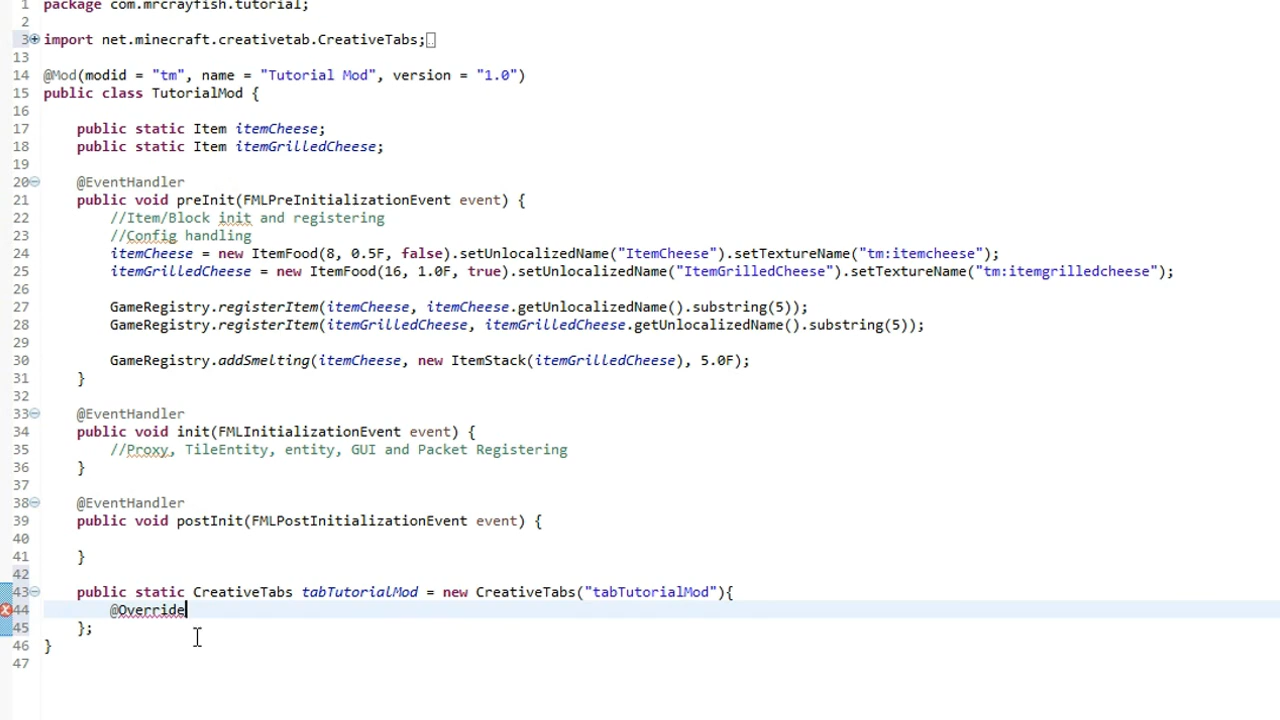 1 package com.mrcrayfish.tutorial;
2
3 import net.minecraft.creativetab.CreativeTabs;
13
14 @Mod(modid = "tm", name = "Tutorial Mod", version = "1.0")
15 public class TutorialMod {
16
17 public static Item itemCheese;
18 public static Item itemGrilledCheese;
19
20 @EventHandler
21 public void preInit(FMLPreInitializationEvent event) {
22 //Item/Block init and registering
23 //Config handling
24 itemCheese = new ItemFood(8, 0.5F, false).setUnlocalizedName("ItemCheese").setTextureName("tm:itemcheese");
25 itemGrilledCheese = new ItemFood(16, 1.0F, true).setUnlocalizedName("ItemGrilledCheese").setTextureName("tm:itemgrilledcheese");
26
27 GameRegistry.registerItem(itemCheese, itemCheese.getUnlocalizedName().substring(5));
28 GameRegistry.registerItem(itemGrilledCheese, itemGrilledCheese.getUnlocalizedName().substring(5));
29
30 GameRegistry.addSmelting(itemCheese, new ItemStack(itemGrilledCheese), 5.0F);
31 }
32
33 @EventHandler
34 public void init(FMLInitializationEvent event) {
35 //Proxy, TileEntity, entity, GUI and Packet Registering
36 }
37
38 @EventHandler
39 public void postInit(FMLPostInitializationEvent event) {
40
41 }
42
43 public static CreativeTabs tabTutorialMod = new CreativeTabs("tabTutorialMod"){
44 @Override
45 };
46 }
47